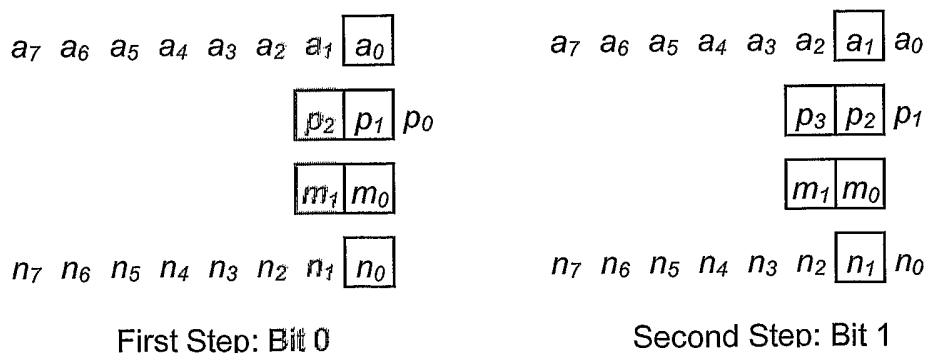 a₇ a₆ a₅ a₄ a₃ a₂ a₁ a₀
p₂ p₁ p₀
m₁ m₀
n₇ n₆ n₅ n₄ n₃ n₂ n₁ n₀
First Step: Bit 0
a₇ a₆ a₅ a₄ a₃ a₂ a₁ a₀
p₃ p₂ p₁
m₁ m₀
n₇ n₆ n₅ n₄ n₃ n₂ n₁ n₀
Second Step: Bit 1